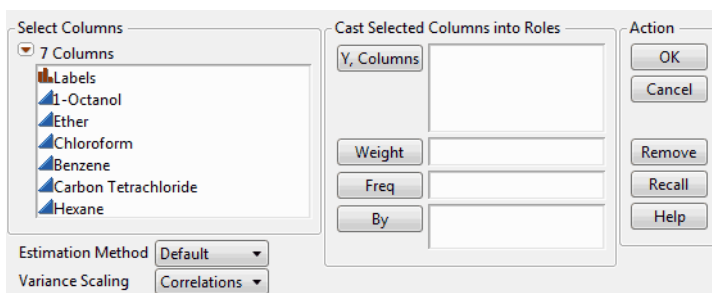 Select Columns
7 Columns
Labels
1-Octanol
Ether
Chloroform
Benzene
Carbon Tetrachloride
Hexane
Estimation Method Default
Variance Scaling Correlations
Cast Selected Columns into Roles
Y, Columns
Weight
Freq
By
Action
OK
Cancel
Remove
Recall
Help